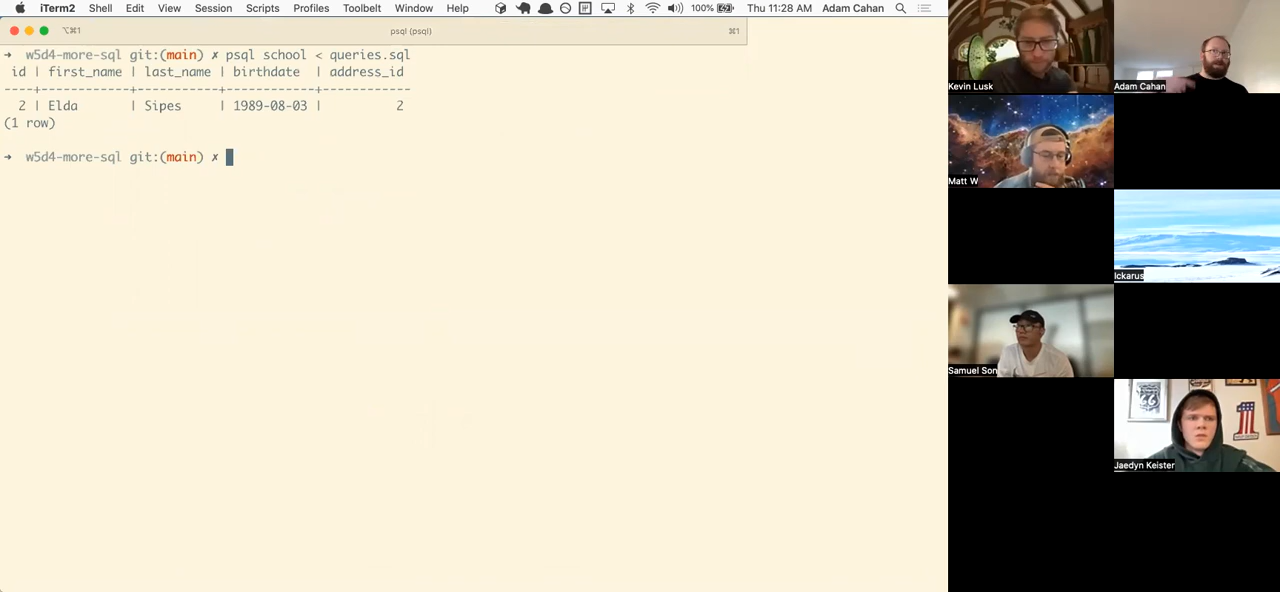 iTerm2 Shell Edit View Session Scripts Profiles Toolbelt Window Help 100% Thu 11:28 AM Adam Cahan
⌥⌘1 psql (psql) ⌘1
➜ w5d4-more-sql git:(main) ✗ psql school < queries.sql
id | first_name | last_name | birthdate | address_id
----+------------+-----------+------------+------------
2 | Elda | Sipes | 1989-08-03 | 2
(1 row)
➜ w5d4-more-sql git:(main) ✗
Kevin Lusk
Adam Cahan
Matt W
Ickarus
Samuel Son
Jaedyn Keister